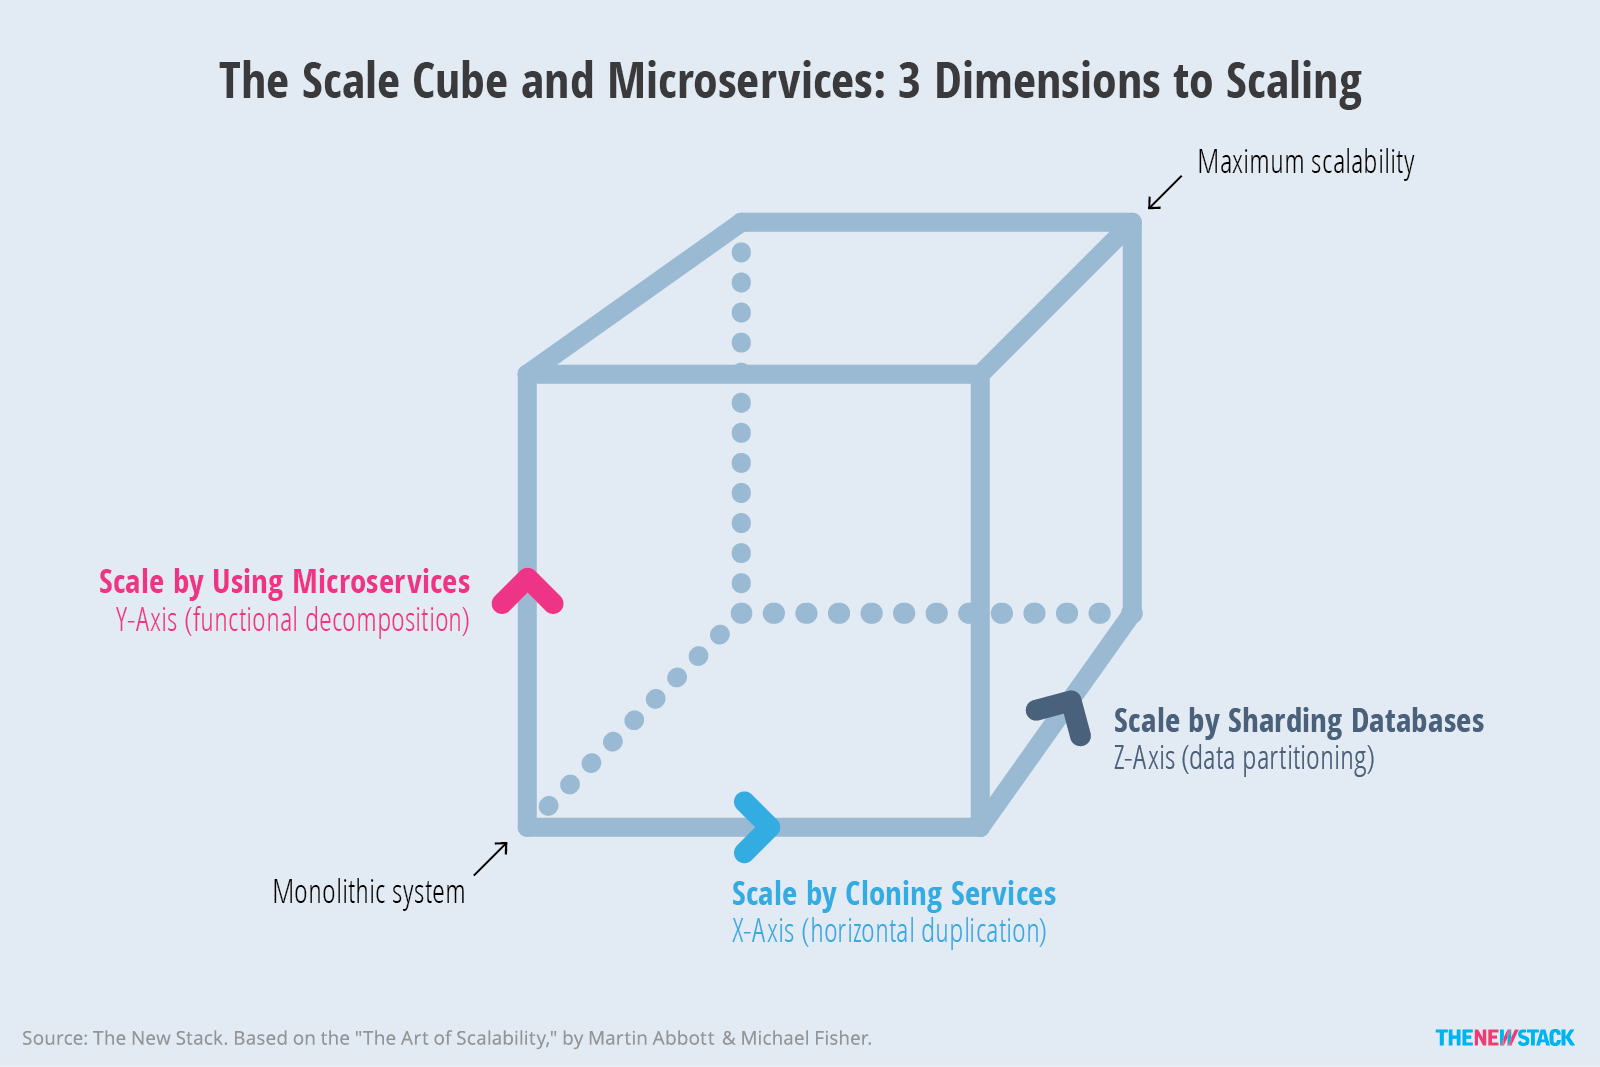 The Scale Cube and Microservices: 3 Dimensions to Scaling
Maximum scalability
Scale by Using Microservices
Y-Axis (functional decomposition)
Scale by Sharding Databases
Z-Axis (data partitioning)
Monolithic system
Scale by Cloning Services
X-Axis (horizontal duplication)
Source: The New Stack. Based on the "The Art of Scalability," by Martin Abbott & Michael Fisher.
THENEWSTACK